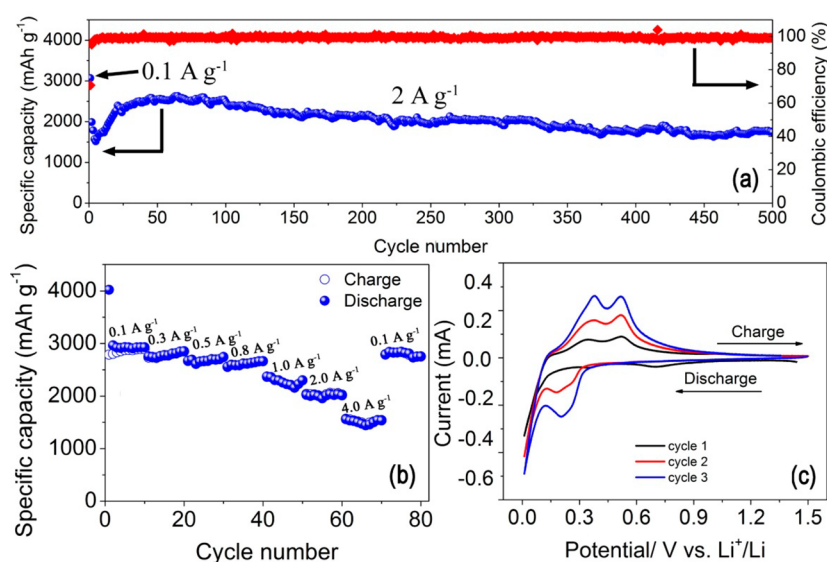 (a)
Specific capacity (mAh g⁻¹)
4000
3000
2000
1000
0
0.1 A g⁻¹
2 A g⁻¹
100
80
60
40
20
0
Coulombic efficiency (%)
0 50 100 150 200 250 300 350 400 450 500
Cycle number
(b)
Specific capacity (mAh g⁻¹)
4000
3000
2000
1000
500
0
Charge
Discharge
0.1 A g⁻¹
0.3 A g⁻¹
0.5 A g⁻¹
0.8 A g⁻¹
1.0 A g⁻¹
2.0 A g⁻¹
4.0 A g⁻¹
0.1 A g⁻¹
0 20 40 60 80
Cycle number
(c)
Current (mA)
0.4
0.2
0.0
-0.2
-0.4
-0.6
Charge
Discharge
cycle 1
cycle 2
cycle 3
0.0 0.3 0.6 0.9 1.2 1.5
Potential/ V vs. Li⁺/Li